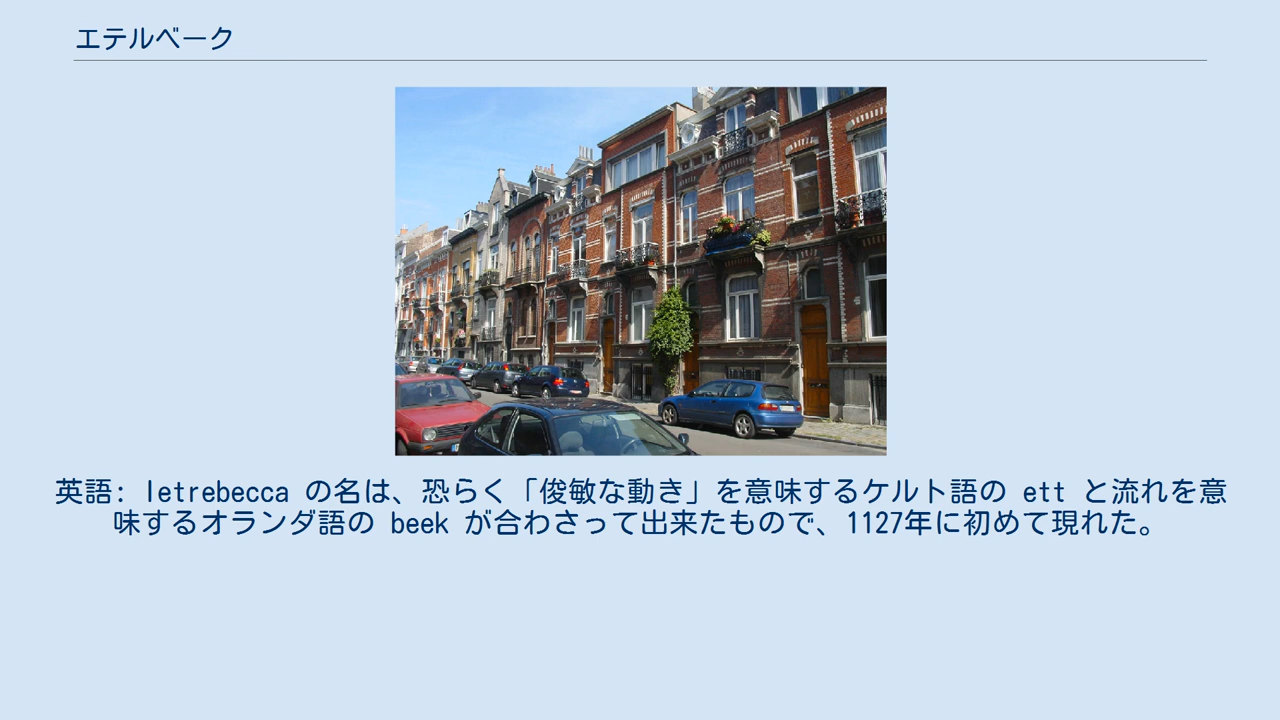 エテルベーク
英語: Ietrebecca の名は、恐らく「俊敏な動き」を意味するケルト語の ett と流れを意
味するオランダ語の beek が合わさって出来たもので、1127年に初めて現れた。